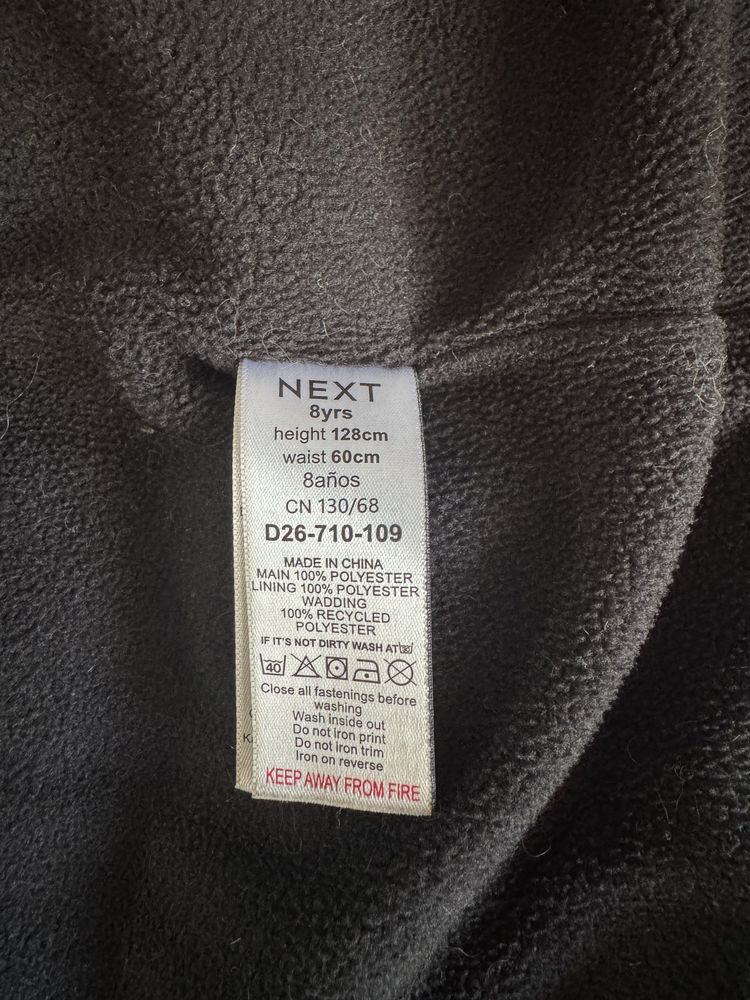 NEXT
8yrs
height 128cm
waist 60cm
8años
CN 130/68
D26-710-109
MADE IN CHINA
MAIN 100% POLYESTER
LINING 100% POLYESTER
WADDING
100% RECYCLED
POLYESTER
IF IT'S NOT DIRTY WASH AT 30
40
Close all fastenings before
washing
Wash inside out
Do not iron print
Do not iron trim
Iron on reverse
KEEP AWAY FROM FIRE